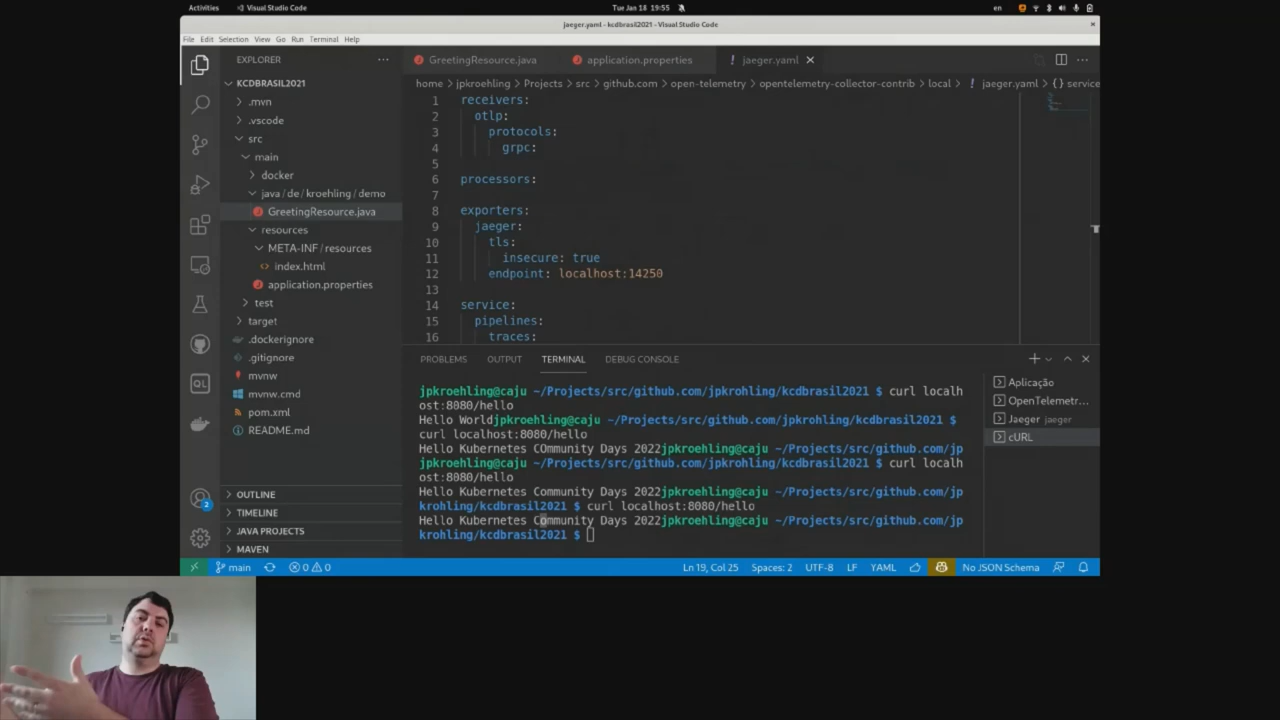 Activities
Visual Studio Code
Tue Jan 18 19:55
en
jaeger.yaml - kcdbrasil2021 - Visual Studio Code
File Edit Selection View Go Run Terminal Help
EXPLORER
GreetingResource.java
application.properties
jaeger.yaml
KCDBRASIL2021
home > jpkroehling > Projects > src > github.com > open-telemetry > opentelemetry-collector-contrib > local > ! jaeger.yaml > {} service
.mvn
.vscode
src
main
docker
java / de / kroehling / demo
GreetingResource.java
resources
META-INF / resources
index.html
application.properties
test
target
.dockerignore
.gitignore
mvnw
mvnw.cmd
pom.xml
README.md
OUTLINE
TIMELINE
JAVA PROJECTS
MAVEN
1 receivers:
2 otlp:
3 protocols:
4 grpc:
5
6 processors:
7
8 exporters:
9 jaeger:
10 tls:
11 insecure: true
12 endpoint: localhost:14250
13
14 service:
15 pipelines:
16 traces:
PROBLEMS OUTPUT TERMINAL DEBUG CONSOLE
jpkroehling@caju ~/Projects/src/github.com/jpkrohling/kcdbrasil2021 $ curl localh
ost:8080/hello
Hello Worldjpkroehling@caju ~/Projects/src/github.com/jpkrohling/kcdbrasil2021 $
curl localhost:8080/hello
Hello Kubernetes COmmunity Days 2022jpkroehling@caju ~/Projects/src/github.com/jp
jpkroehling@caju ~/Projects/src/github.com/jpkrohling/kcdbrasil2021 $ curl localh
ost:8080/hello
Hello Kubernetes Community Days 2022jpkroehling@caju ~/Projects/src/github.com/jp
krohling/kcdbrasil2021 $ curl localhost:8080/hello
Hello Kubernetes Community Days 2022jpkroehling@caju ~/Projects/src/github.com/jp
krohling/kcdbrasil2021 $
Aplicação
OpenTelemetr...
Jaeger jaeger
cURL
QL
2
main
0 0
Ln 19, Col 25
Spaces: 2
UTF-8
LF
YAML
No JSON Schema